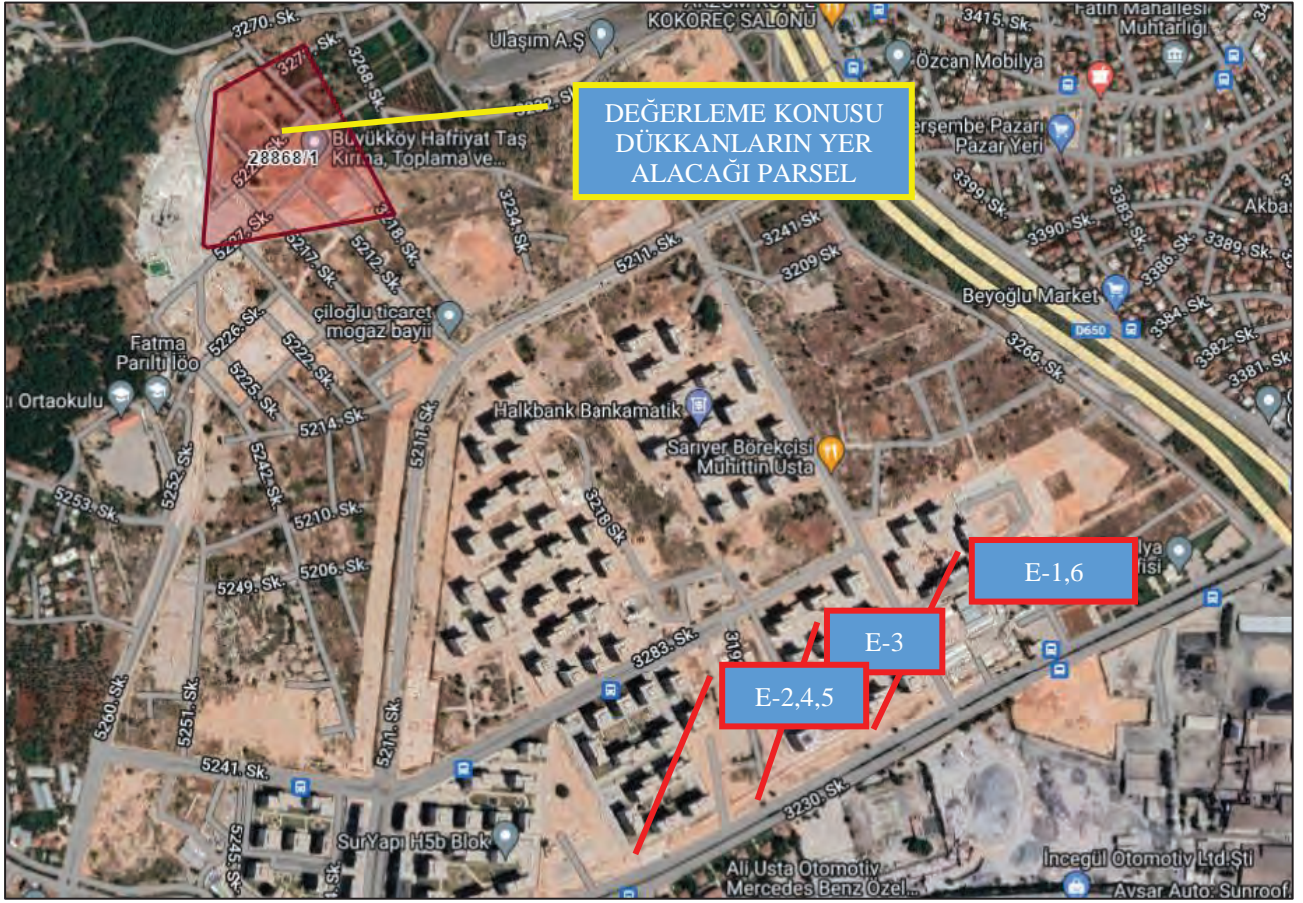 3270. Sk.
Ulaşım A.Ş
KOKOREÇ SALONU
3415. Sk.
Fatih Mahallesi
Muhtarlığı
Özcan Mobilya
3268. Sk.
DEĞERLEME KONUSU
DÜKKANLARIN YER
ALACAĞI PARSEL
Pazar Yeri
Büyükköy Hafriyat Taş
Kırma, Toplama ve...
28868/1
3399. Sk.
3383. Sk.
3390. Sk.
3386. Sk.
3389. Sk.
3234. Sk.
3218. Sk.
3241. Sk.
3209 Sk.
5211. Sk.
5217. Sk.
5212. Sk.
Beyoğlu Market
D650
3384. Sk.
3382. Sk.
3381. Sk.
3266. Sk.
çiloğlu ticaret
mogaz bayii
5226. Sk.
5222. Sk.
5225. Sk.
Fatma
Parıltı İöo
Ortaokulu
5214. Sk.
5211. Sk.
Halkbank Bankamatik
Sarıyer Börekçisi
Muhittin Usta
5252. Sk.
5242. Sk.
5253. Sk.
5210. Sk.
3218 Sk.
5249. Sk.
5206. Sk.
E-1,6
E-3
E-2,4,5
3283. Sk.
5260. Sk.
5251. Sk.
5211. Sk.
5241. Sk.
5245. Sk.
3230. Sk.
SurYapı H5b Blok
Ali Usta Otomotiv
Mercedes Benz Özel...
İncegül Otomotiv Ltd.Şti
Avsar Auto: Sunroof